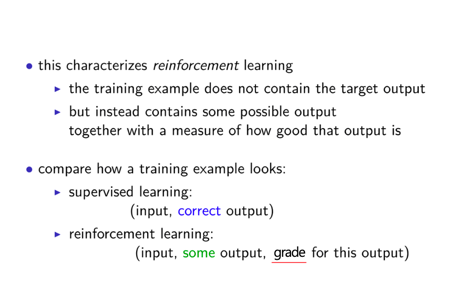 • this characterizes reinforcement learning
▶ the training example does not contain the target output
▶ but instead contains some possible output
together with a measure of how good that output is
• compare how a training example looks:
▶ supervised learning:
(input, correct output)
▶ reinforcement learning:
(input, some output, grade for this output)